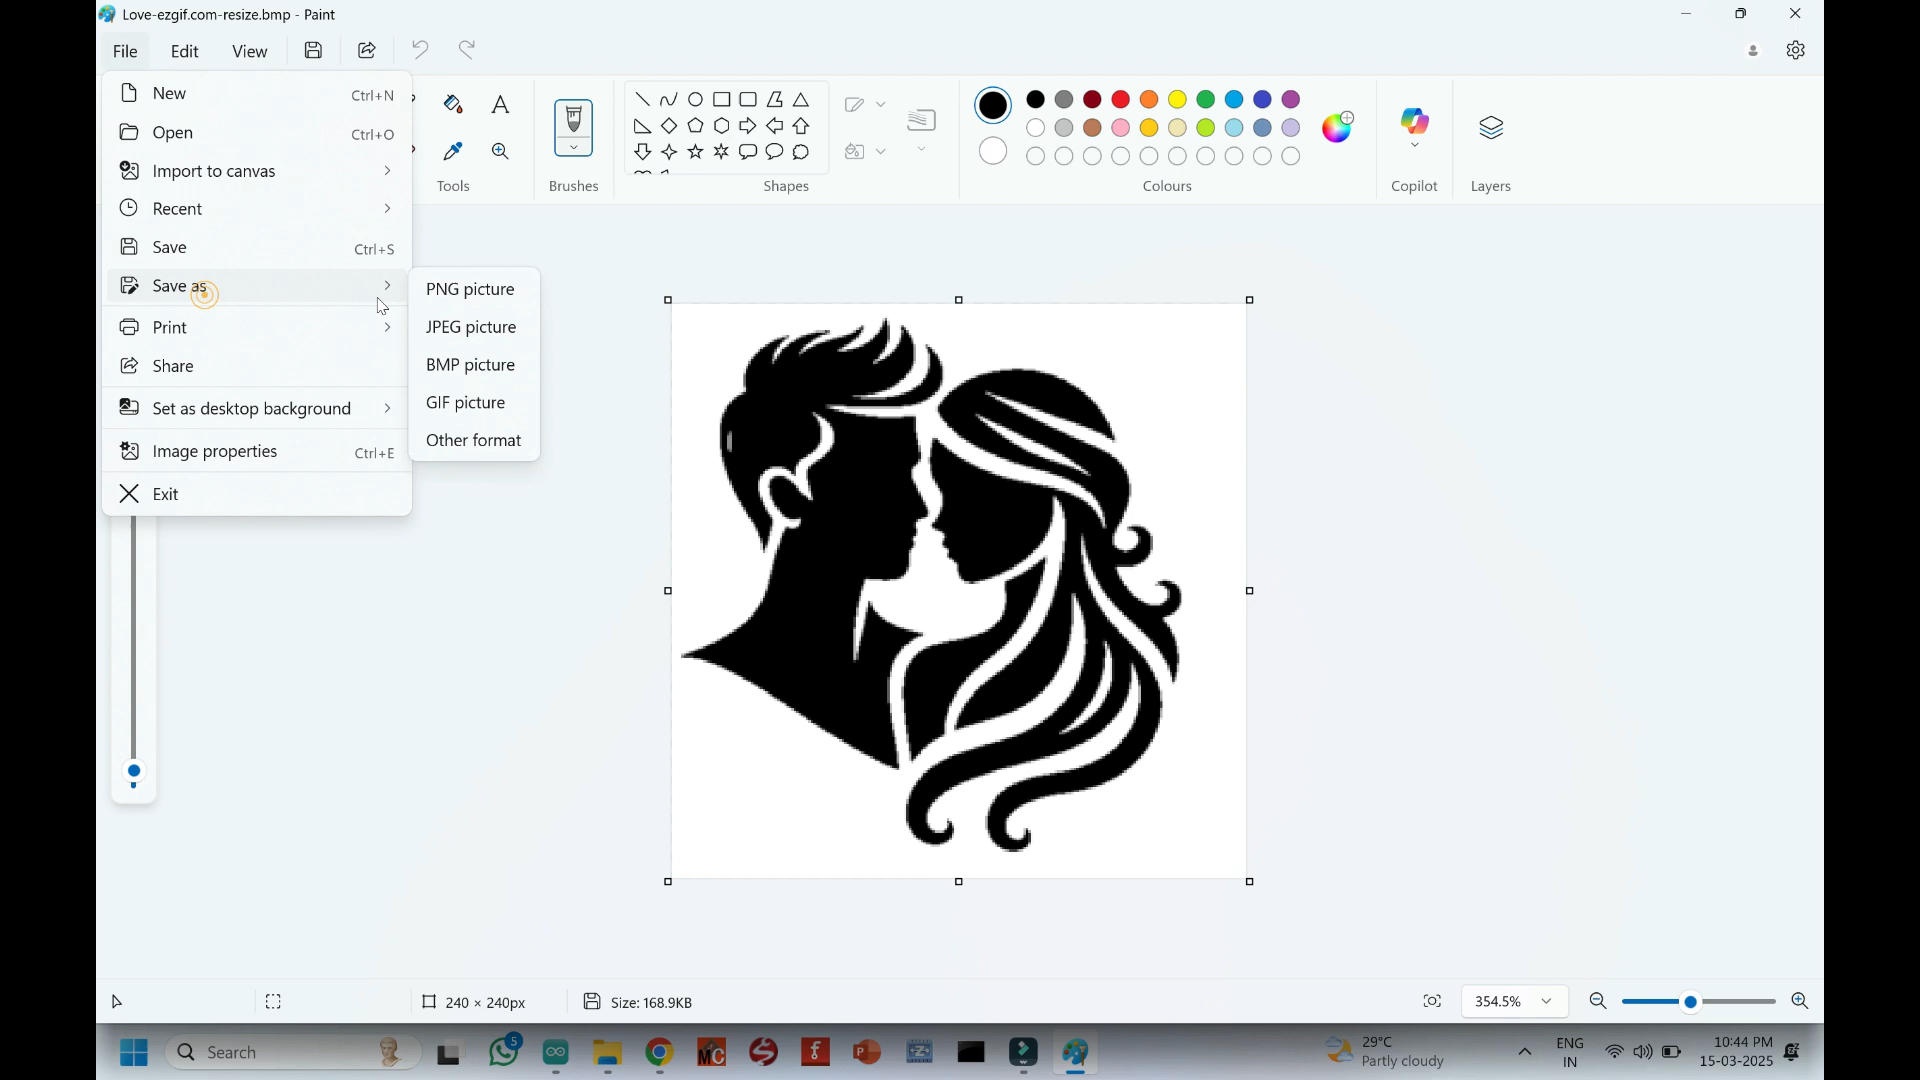 Love-ezgif.com-resize.bmp - Paint
File Edit View
New Ctrl+N
Open Ctrl+O
Import to canvas
Recent
Save Ctrl+S
Save as
Print
Share
Set as desktop background
Image properties Ctrl+E
Exit
PNG picture
JPEG picture
BMP picture
GIF picture
Other format
Tools Brushes Shapes Colours Copilot Layers
240 × 240px Size: 168.9KB 354.5%
Search
5
MC
f
P
29°C
Partly cloudy
ENG
IN
10:44 PM
15-03-2025